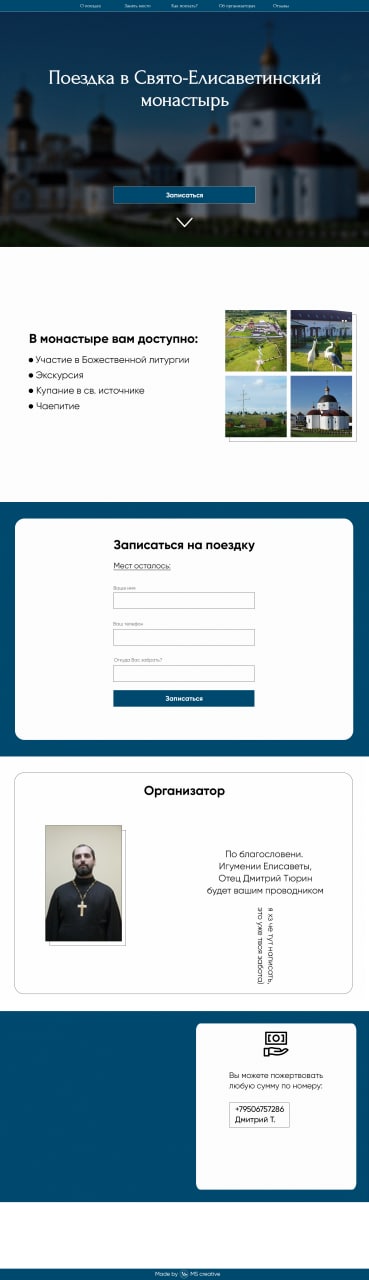 О поездке Занять место Как попасть? Об организаторах Отзывы
Поездка в Свято-Елисаветинский
монастырь
Записаться
В монастыре вам доступно:
Участие в Божественной литургии
Экскурсия
Купание в св. источнике
Чаепитие
Записаться на поездку
Мест осталось:
Ваше имя
Ваш телефон
Откуда Вас забрать?
Записаться
Организатор
По благословени.
Игумении Елисаветы,
Отец Дмитрий Тюрин
будет вашим проводником
я хз че тут написать,
это уже твоя забота)
Вы можете пожертвовать
любую сумму по номеру:
+79506757286
Дмитрий Т.
Made by MS creative